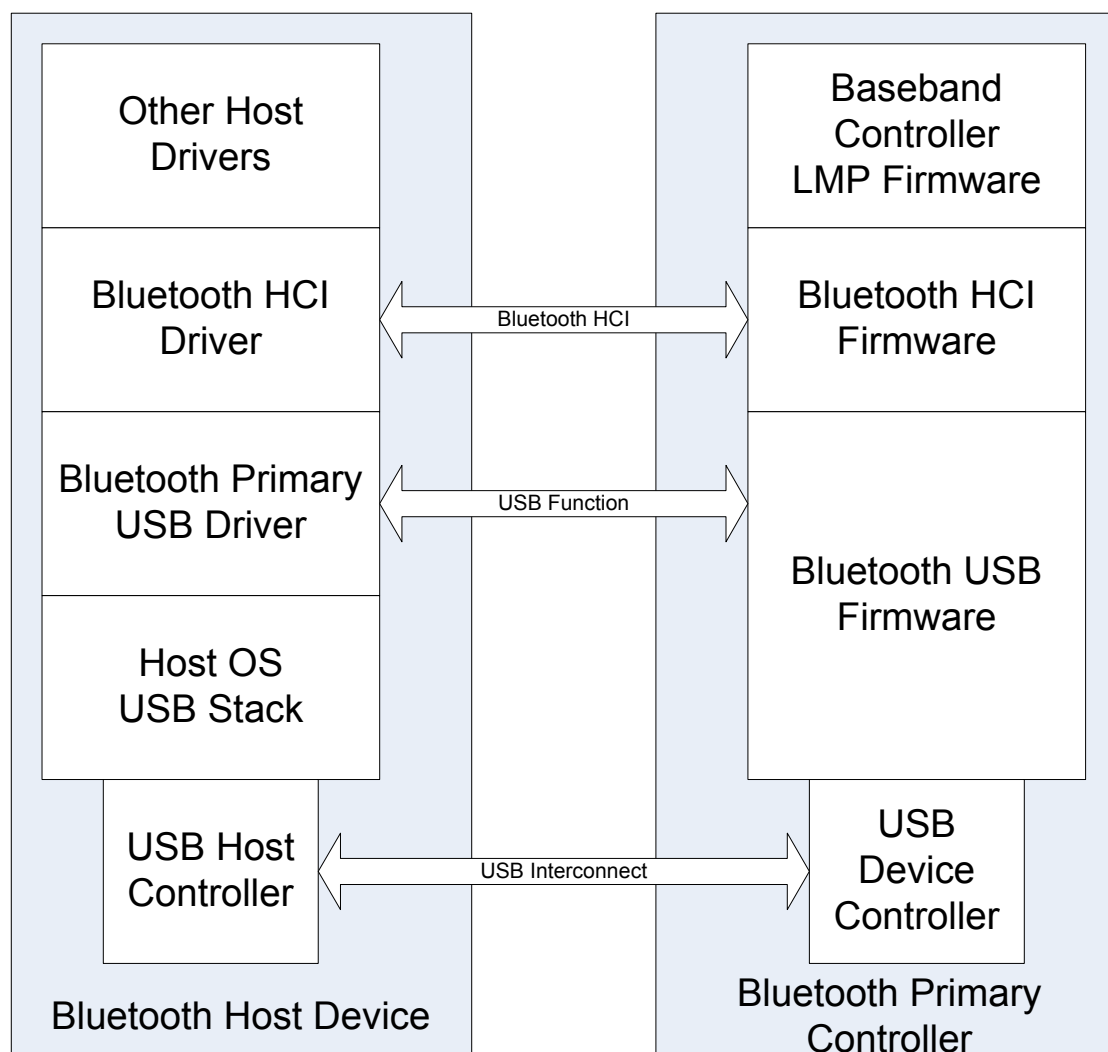 Other Host
Drivers
Bluetooth HCI
Driver
Bluetooth Primary
USB Driver
Host OS
USB Stack
USB Host
Controller
Bluetooth Host Device
Bluetooth HCI
USB Function
USB Interconnect
Baseband
Controller
LMP Firmware
Bluetooth HCI
Firmware
Bluetooth USB
Firmware
USB
Device
Controller
Bluetooth Primary
Controller